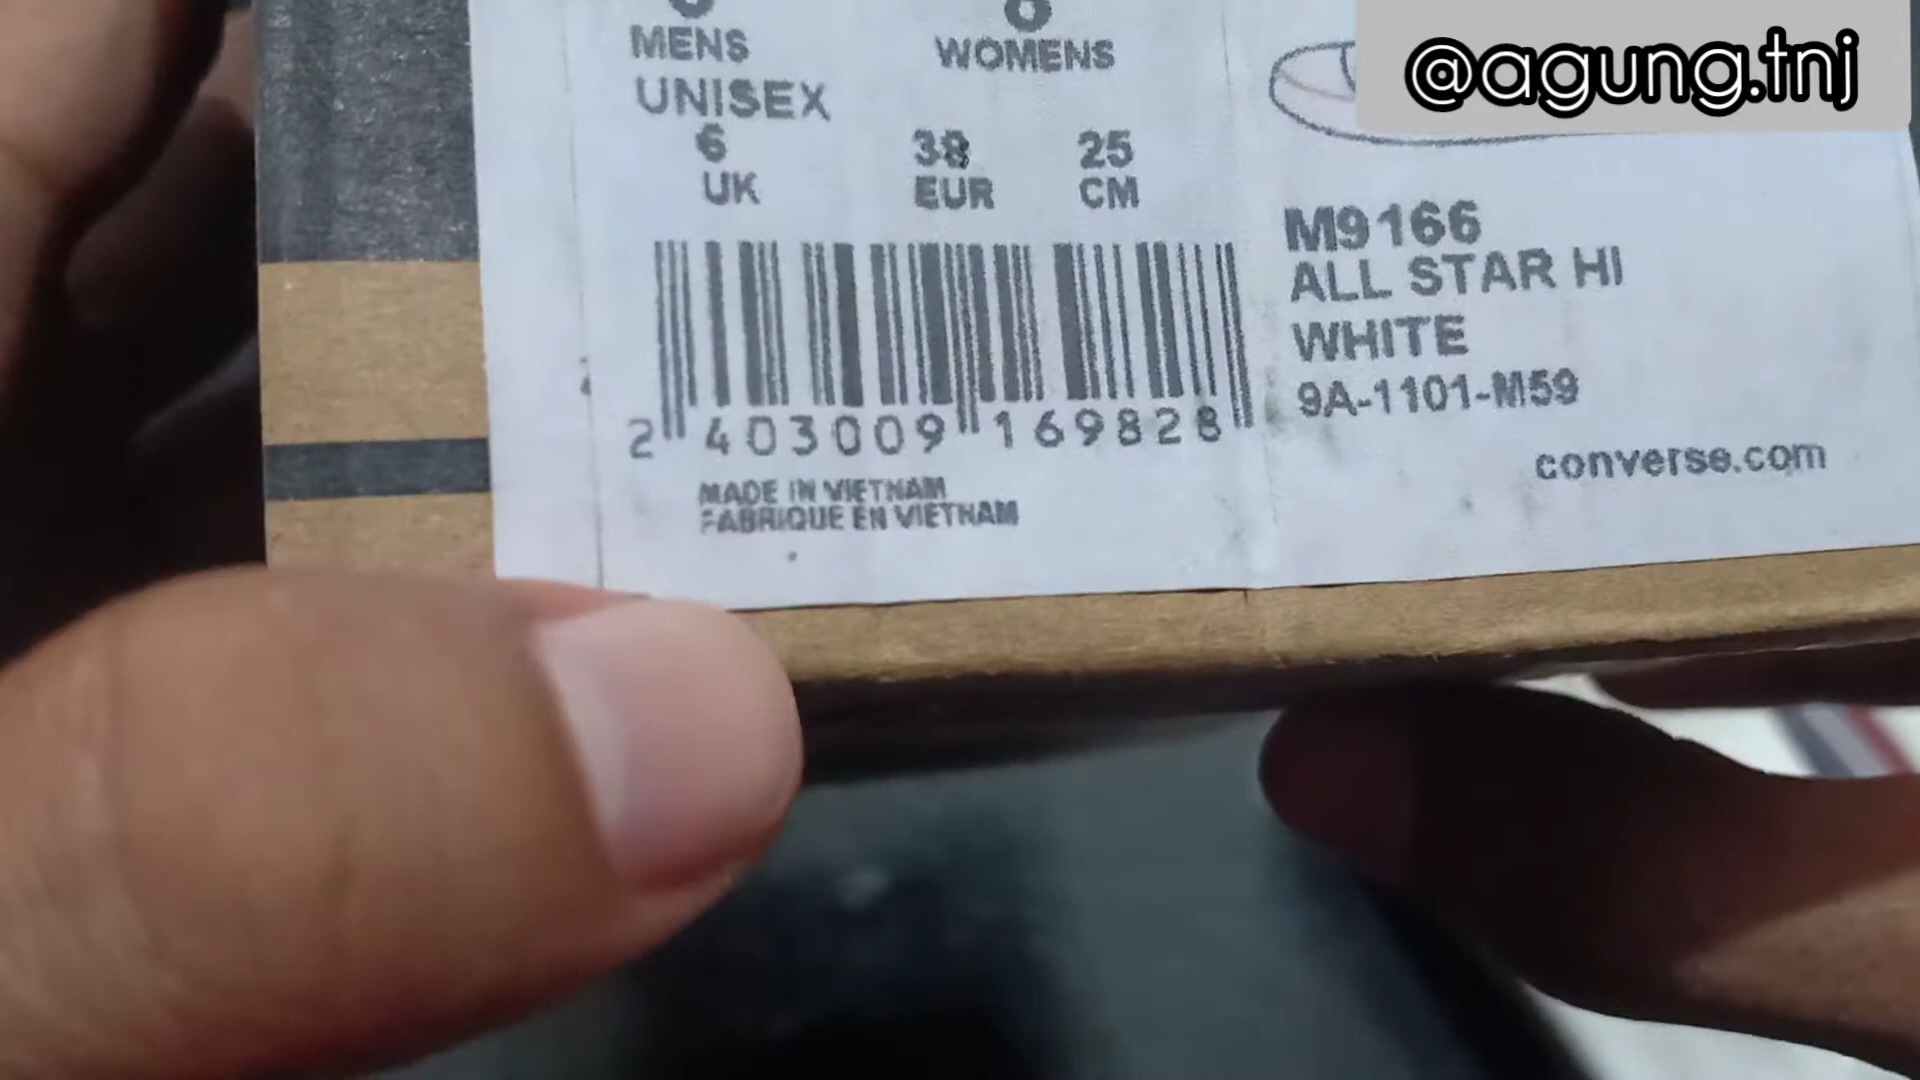 @agung.tnj
MENS WOMENS
UNISEX
6 38 25
UK EUR CM
2 403009 169828
MADE IN VIETNAM
FABRIQUE EN VIETNAM
M9166
ALL STAR HI
WHITE
9A-1101-M59
converse.com